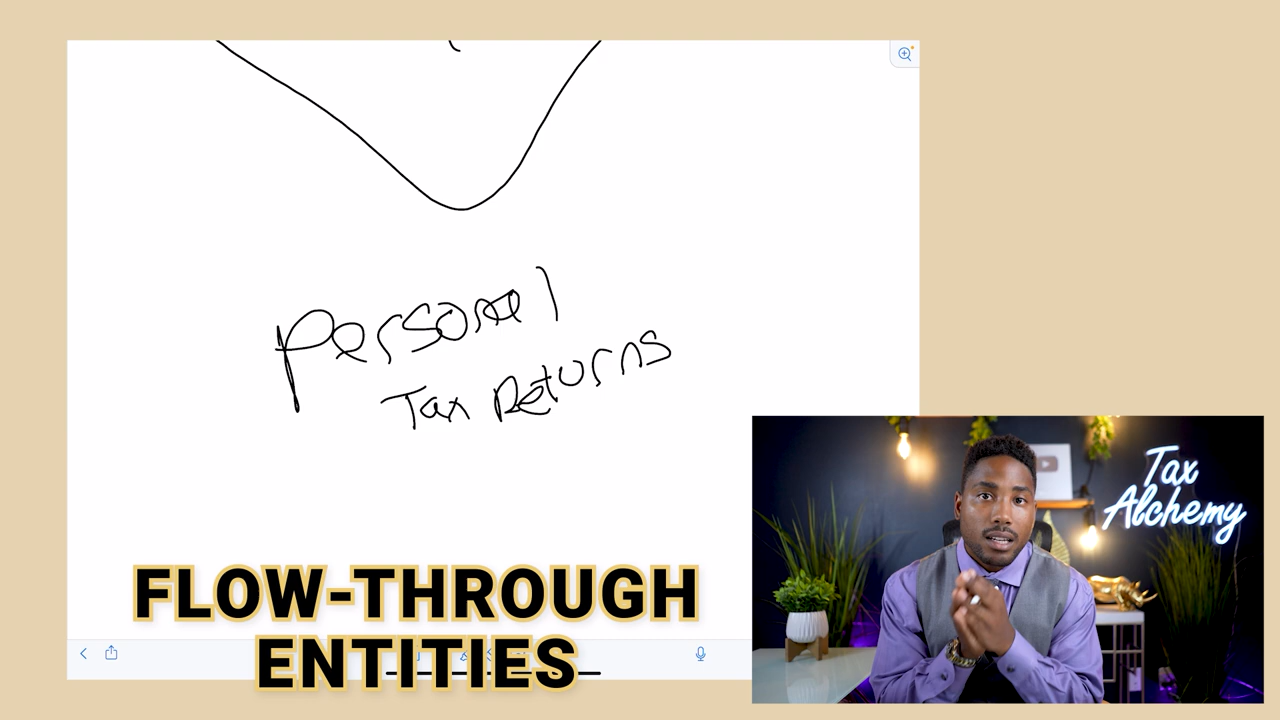 Personal
Tax Returns
FLOW-THROUGH
ENTITIES
Tax
Alchemy